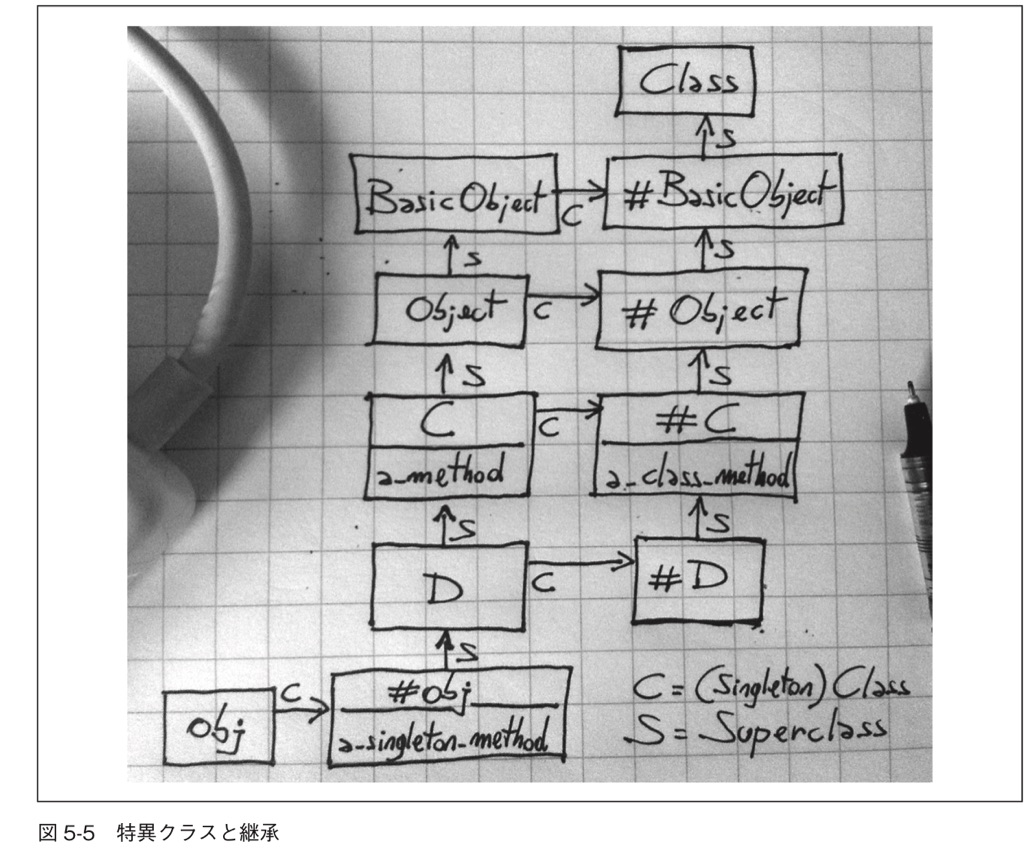 Class
S
BasicObject
C
#BasicObject
S
S
Object
C
#Object
S
S
C
a_method
C
#C
a_class_method
S
S
D
C
#D
S
obj
C
#obj
a_singleton_method
C = (Singleton) Class
S = Superclass
図 5-5 特異クラスと継承